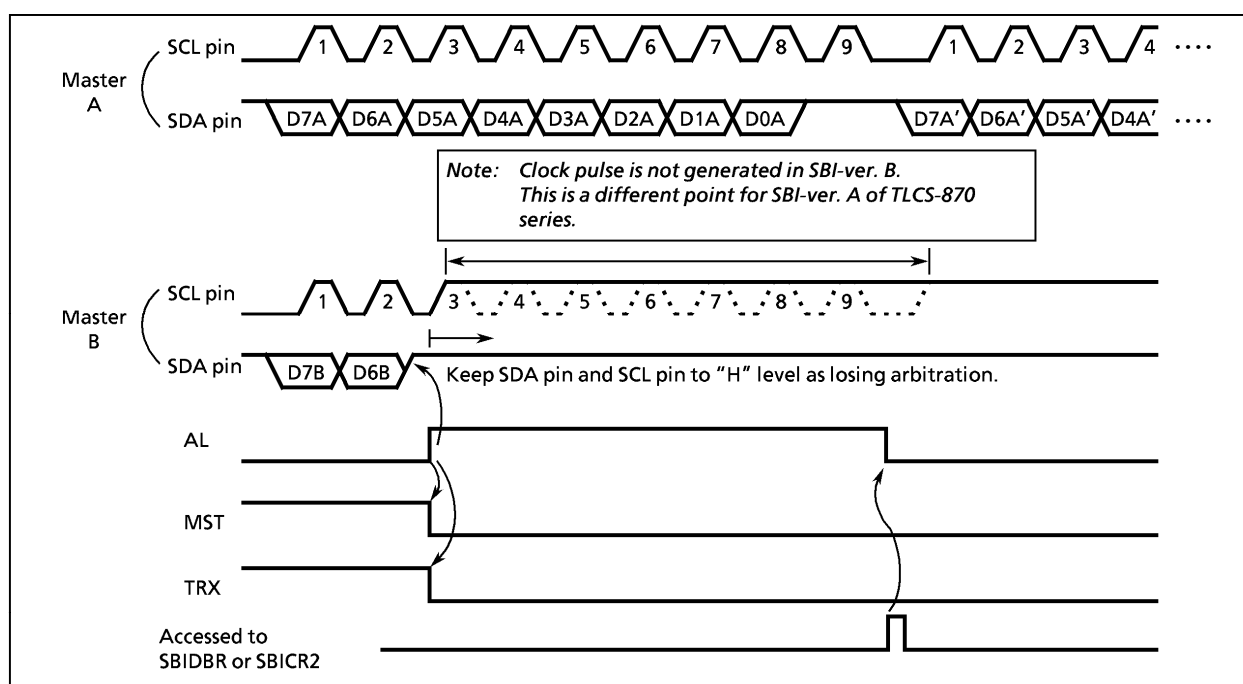 SCL pin 1 2 3 4 5 6 7 8 9 1 2 3 4 ····
Master
A
SDA pin D7A D6A D5A D4A D3A D2A D1A D0A D7A' D6A' D5A' D4A' ····
Note: Clock pulse is not generated in SBI-ver. B.
This is a different point for SBI-ver. A of TLCS-870
series.
SCL pin 1 2 3 4 5 6 7 8 9
Master
B
SDA pin D7B D6B Keep SDA pin and SCL pin to "H" level as losing arbitration.
AL
MST
TRX
Accessed to
SBIDBR or SBICR2